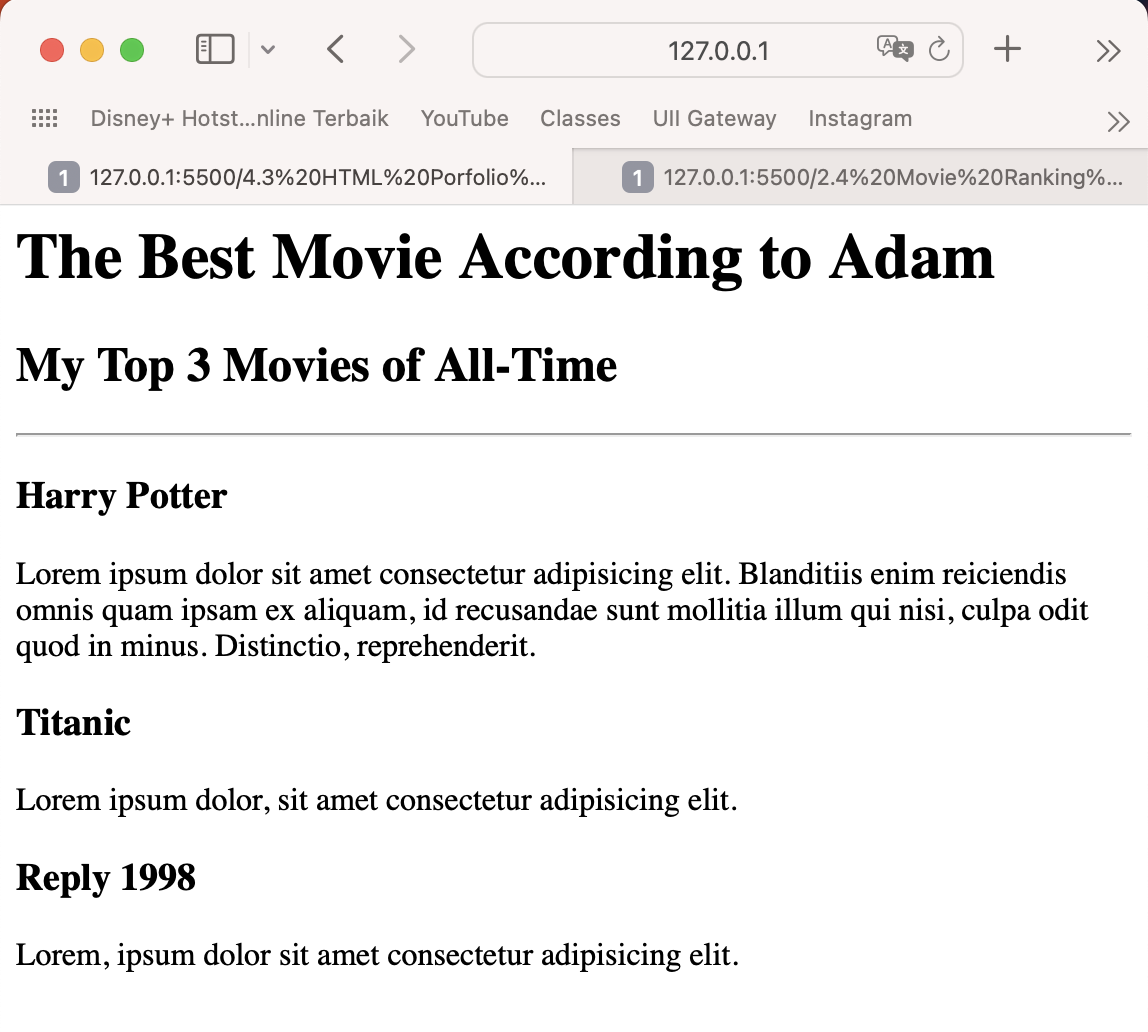 127.0.0.1
Disney+ Hotst...nline Terbaik YouTube Classes UII Gateway Instagram
1 127.0.0.1:5500/4.3%20HTML%20Porfolio%... 1 127.0.0.1:5500/2.4%20Movie%20Ranking%...
The Best Movie According to Adam
My Top 3 Movies of All-Time
Harry Potter
Lorem ipsum dolor sit amet consectetur adipisicing elit. Blanditiis enim reiciendis
omnis quam ipsam ex aliquam, id recusandae sunt mollitia illum qui nisi, culpa odit
quod in minus. Distinctio, reprehenderit.
Titanic
Lorem ipsum dolor, sit amet consectetur adipisicing elit.
Reply 1998
Lorem, ipsum dolor sit amet consectetur adipisicing elit.